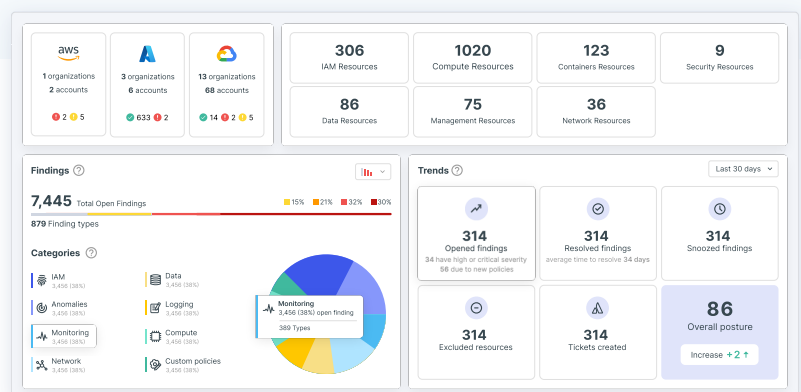 aws
1 organizations
2 accounts
2 5
3 organizations
6 accounts
633 2
13 organizations
68 accounts
14 2 5
306
IAM Resources
1020
Compute Resources
123
Containers Resources
9
Security Resources
86
Data Resources
75
Management Resources
36
Network Resources
Findings ?
7,445 Total Open Findings
15% 21% 32% 30%
879 Finding types
Categories ?
IAM
3,456 (38%)
Data
3,456 (38%)
Anomalies
3,456 (38%)
Logging
3,456 (38%)
Monitoring
3,456 (38%)
Compute
3,456 (38%)
Network
3,456 (38%)
Custom policies
3,456 (38%)
Monitoring
3,456 (38%) open finding
389 Types
Trends ?
Last 30 days
314
Opened findings
34 have high or critical severity
56 due to new policies
314
Resolved findings
average time to resolve 34 days
314
Snoozed findings
314
Excluded resources
314
Tickets created
86
Overall posture
Increase +2 ↑